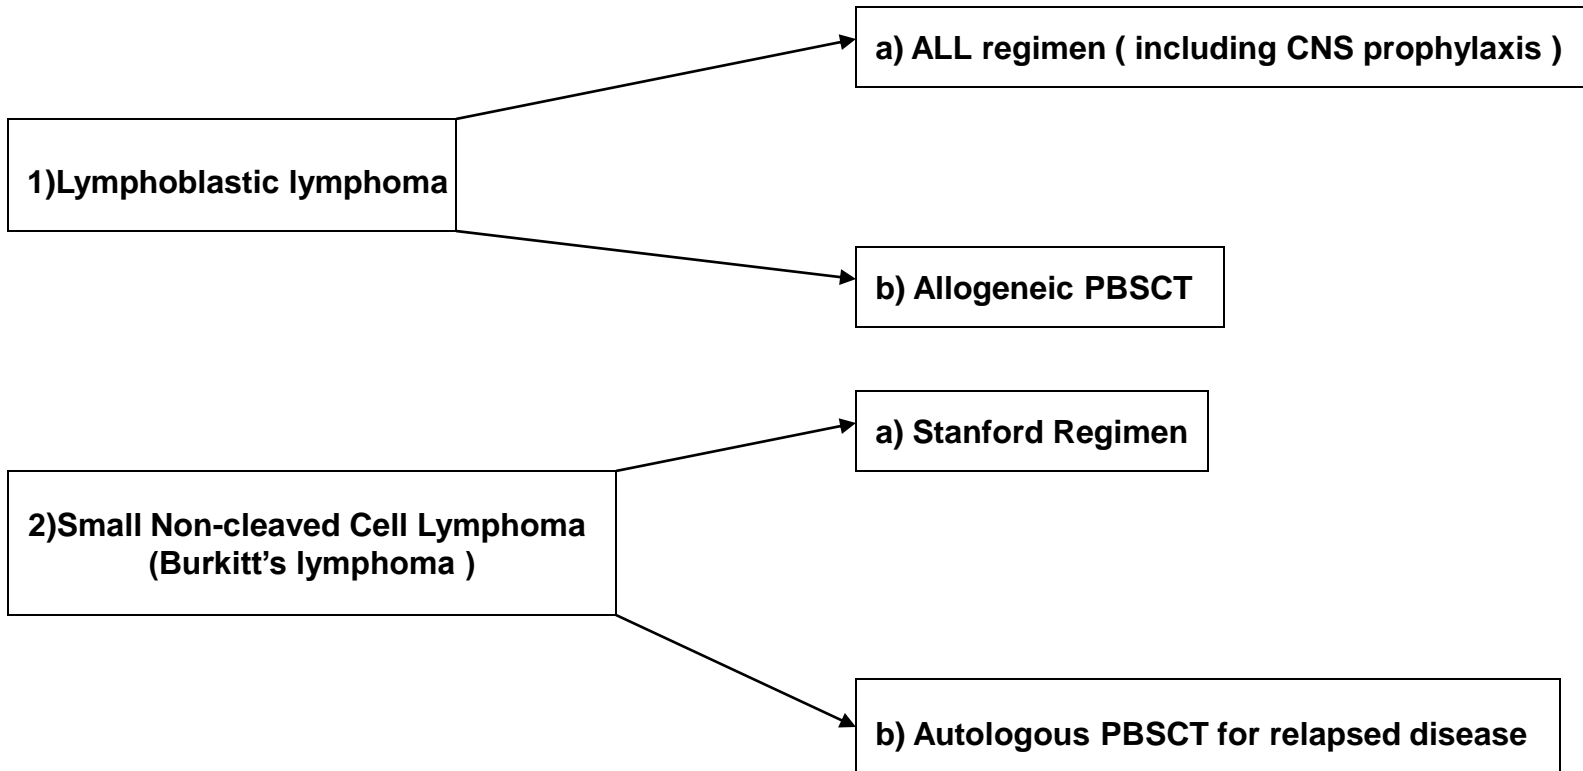 a) ALL regimen ( including CNS prophylaxis )
1)Lymphoblastic lymphoma
b) Allogeneic PBSCT
a) Stanford Regimen
2)Small Non-cleaved Cell Lymphoma
(Burkitt’s lymphoma )
b) Autologous PBSCT for relapsed disease